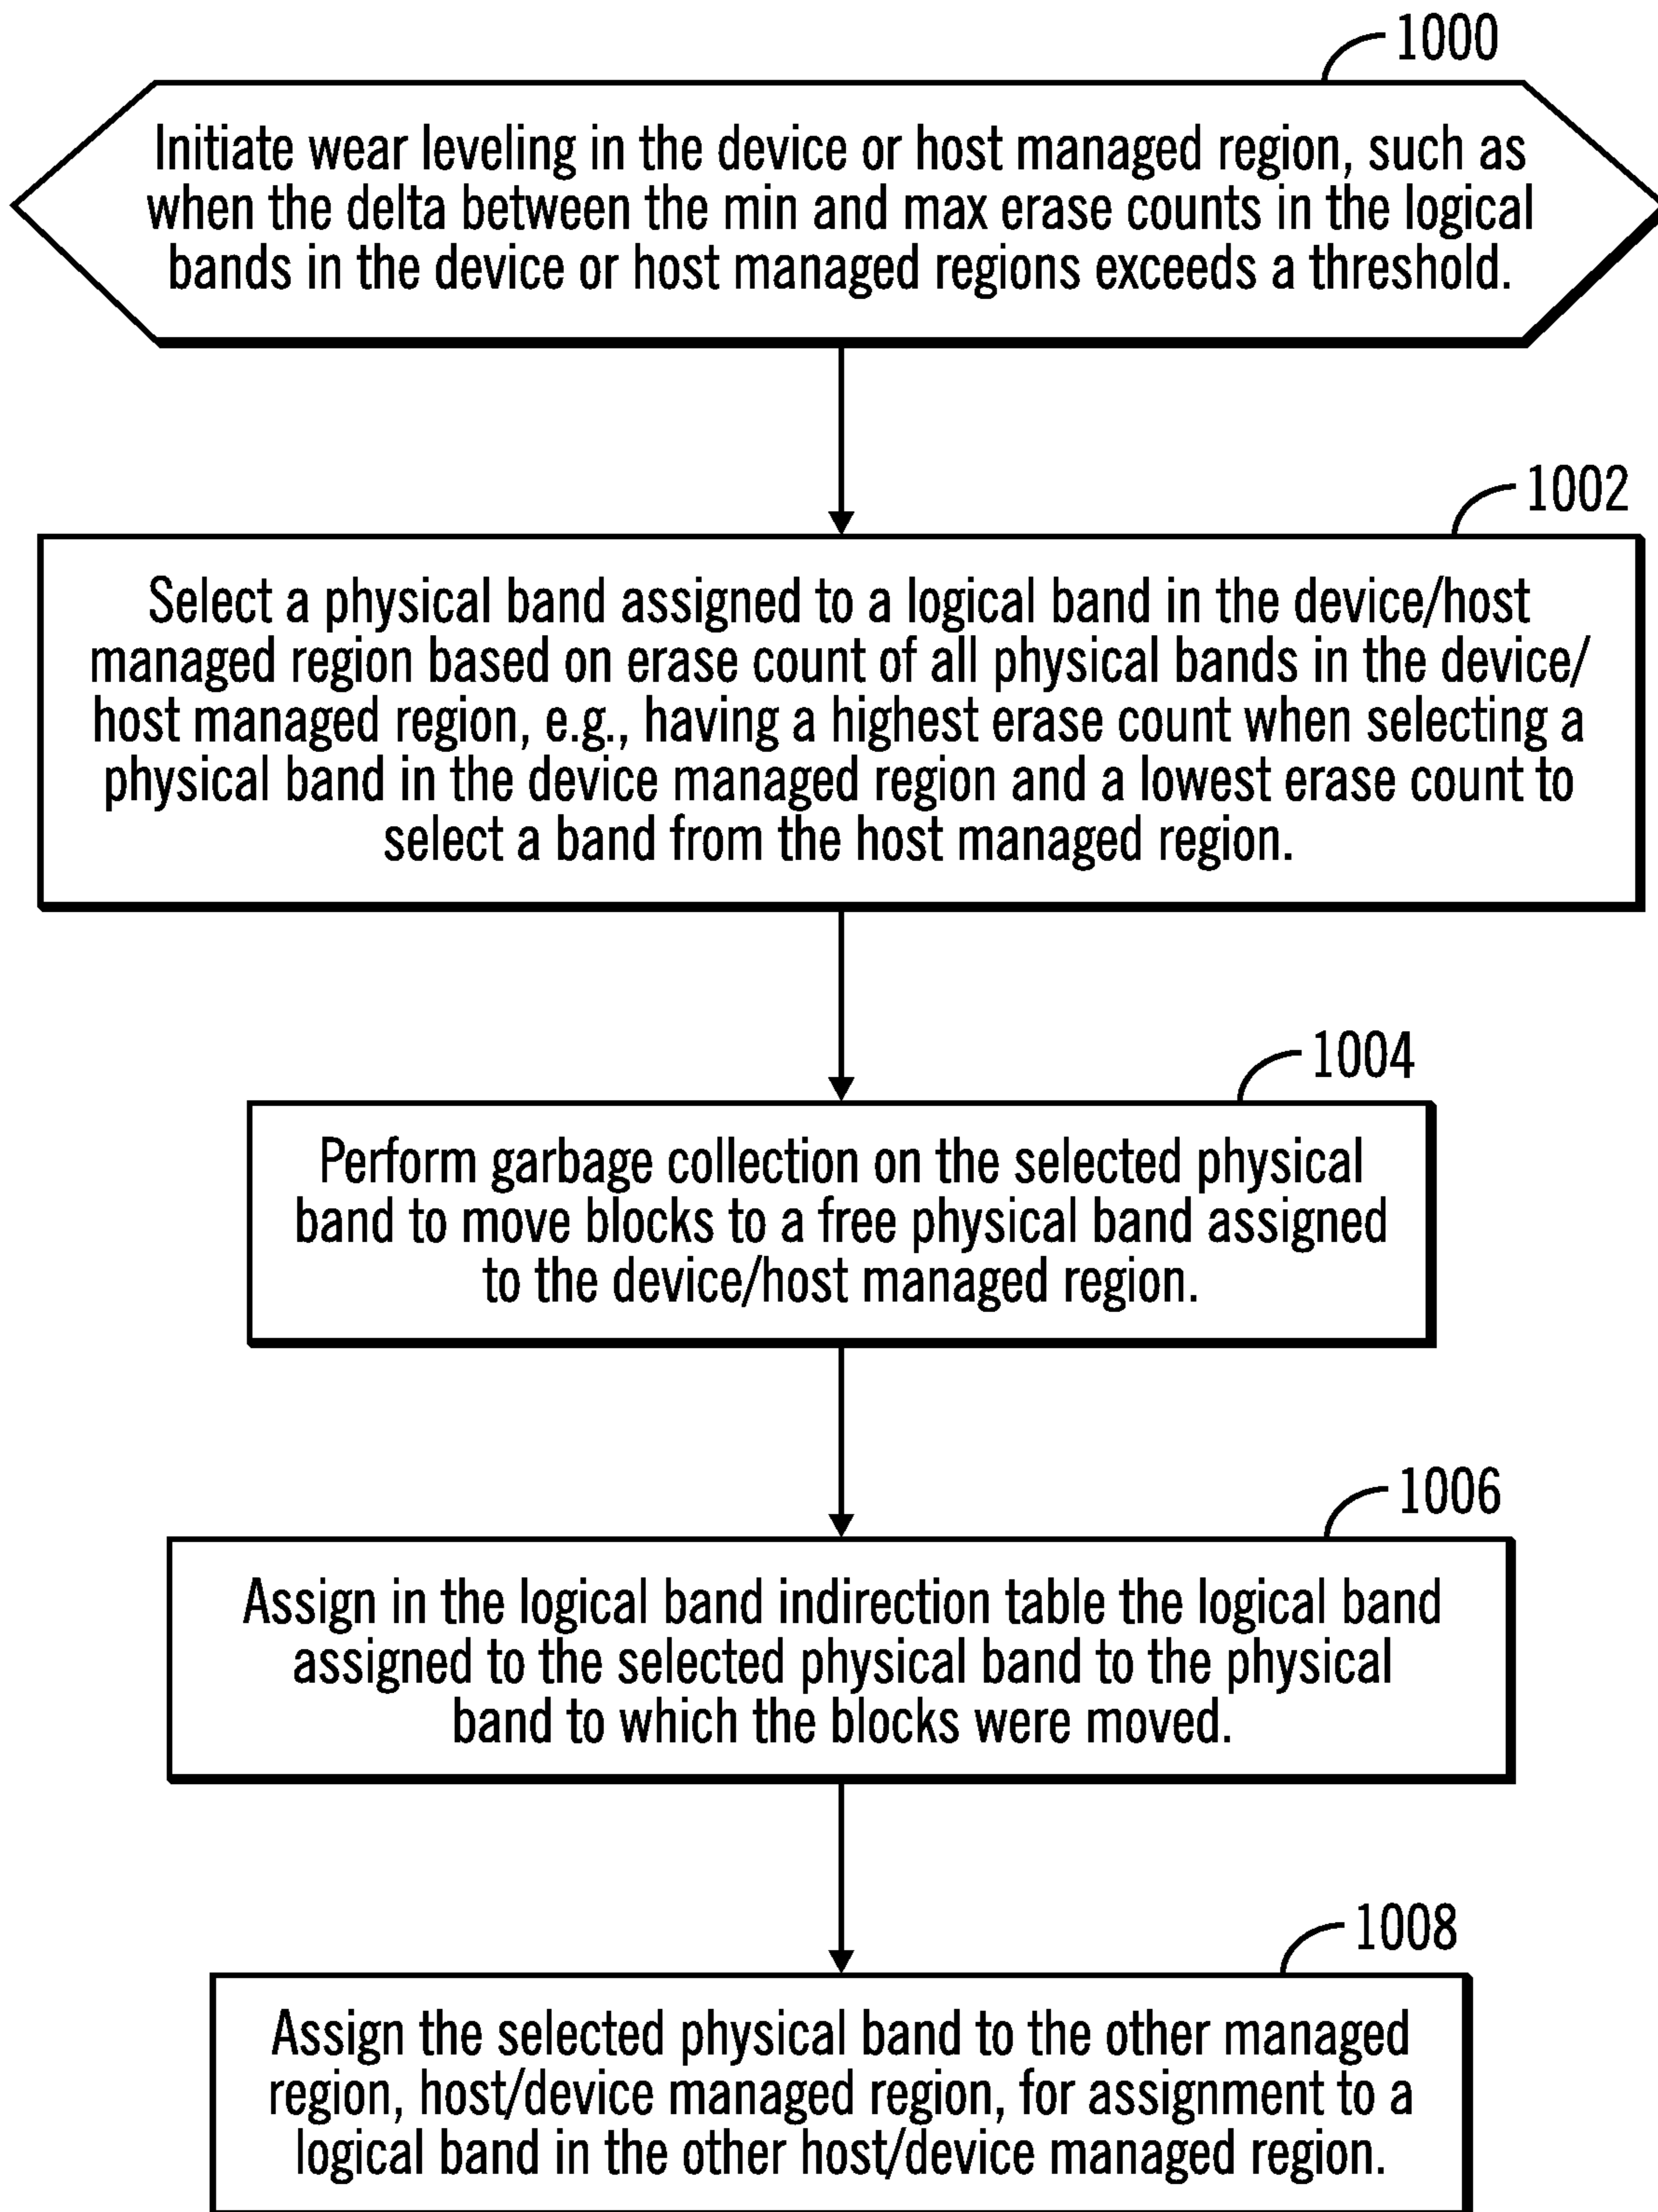 1000
Initiate wear leveling in the device or host managed region, such as
when the delta between the min and max erase counts in the logical
bands in the device or host managed regions exceeds a threshold.
1002
Select a physical band assigned to a logical band in the device/host
managed region based on erase count of all physical bands in the device/
host managed region, e.g., having a highest erase count when selecting a
physical band in the device managed region and a lowest erase count to
select a band from the host managed region.
1004
Perform garbage collection on the selected physical
band to move blocks to a free physical band assigned
to the device/host managed region.
1006
Assign in the logical band indirection table the logical band
assigned to the selected physical band to the physical
band to which the blocks were moved.
1008
Assign the selected physical band to the other managed
region, host/device managed region, for assignment to a
logical band in the other host/device managed region.